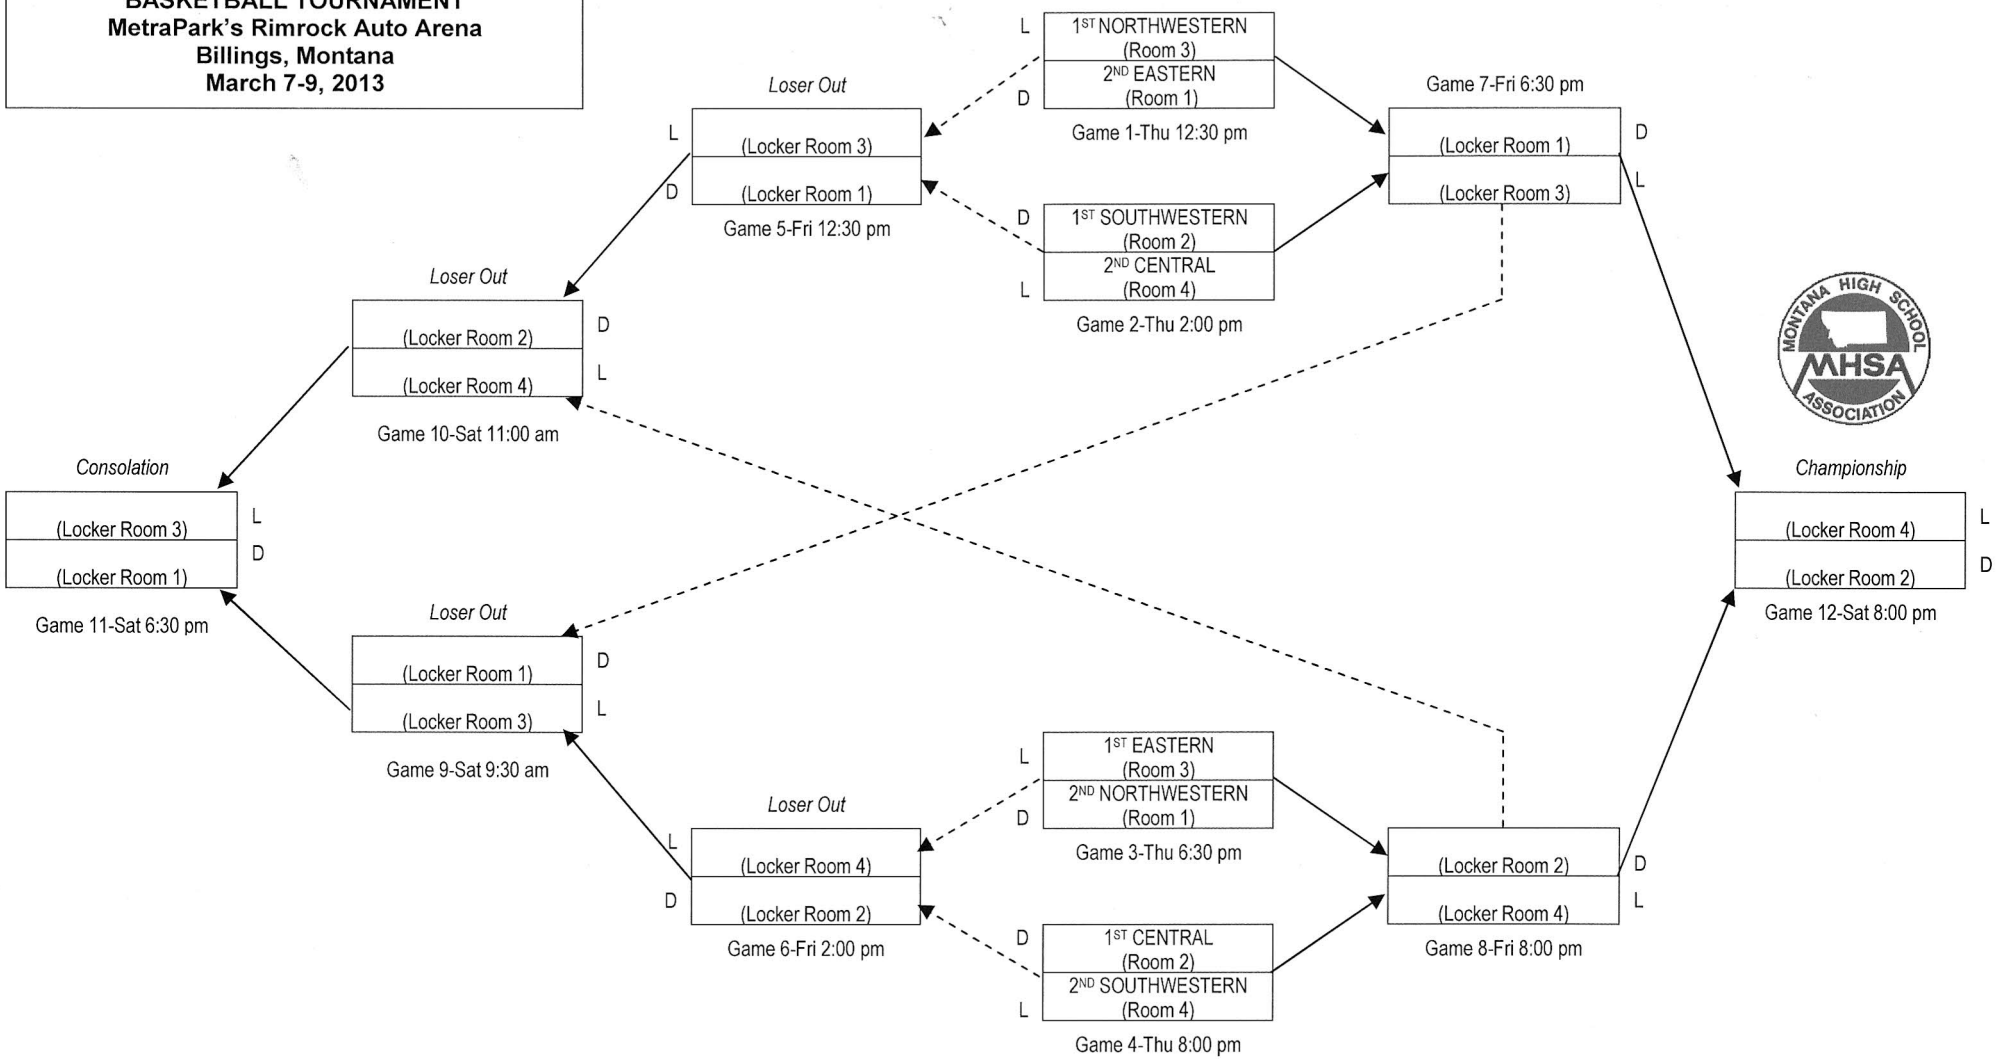 BASKETBALL TOURNAMENT
MetraPark's Rimrock Auto Arena
Billings, Montana
March 7-9, 2013
L
1ST NORTHWESTERN
(Room 3)
2ND EASTERN
D
(Room 1)
Game 1-Thu 12:30 pm
Loser Out
L
(Locker Room 3)
D
(Locker Room 1)
Game 5-Fri 12:30 pm
Game 7-Fri 6:30 pm
D
(Locker Room 1)
L
(Locker Room 3)
D
1ST SOUTHWESTERN
(Room 2)
2ND CENTRAL
L
(Room 4)
Game 2-Thu 2:00 pm
Loser Out
(Locker Room 2)
D
(Locker Room 4)
L
Game 10-Sat 11:00 am
MONTANA HIGH SCHOOL
MHSA
ASSOCIATION
Consolation
(Locker Room 3)
L
(Locker Room 1)
D
Game 11-Sat 6:30 pm
Championship
(Locker Room 4)
L
(Locker Room 2)
D
Game 12-Sat 8:00 pm
Loser Out
(Locker Room 1)
D
(Locker Room 3)
L
Game 9-Sat 9:30 am
L
1ST EASTERN
(Room 3)
2ND NORTHWESTERN
D
(Room 1)
Game 3-Thu 6:30 pm
Loser Out
L
(Locker Room 4)
D
(Locker Room 2)
Game 6-Fri 2:00 pm
(Locker Room 2)
D
(Locker Room 4)
L
Game 8-Fri 8:00 pm
D
1ST CENTRAL
(Room 2)
2ND SOUTHWESTERN
L
(Room 4)
Game 4-Thu 8:00 pm